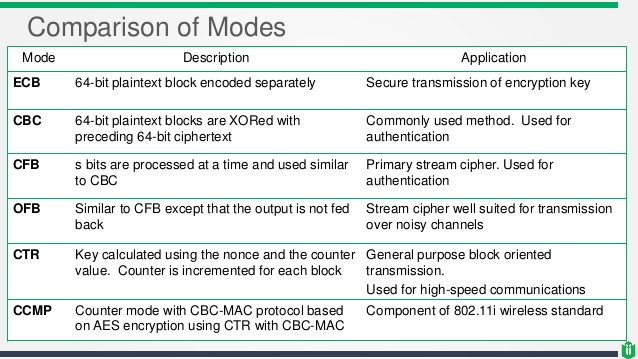 Comparison of Modes
Mode Description Application
ECB 64-bit plaintext block encoded separately Secure transmission of encryption key
CBC 64-bit plaintext blocks are XORed with Commonly used method. Used for
preceding 64-bit ciphertext authentication
CFB s bits are processed at a time and used similar Primary stream cipher. Used for
to CBC authentication
OFB Similar to CFB except that the output is not fed Stream cipher well suited for transmission
back over noisy channels
CTR Key calculated using the nonce and the counter General purpose block oriented
value. Counter is incremented for each block transmission.
Used for high-speed communications
CCMP Counter mode with CBC-MAC protocol based Component of 802.11i wireless standard
on AES encryption using CTR with CBC-MAC